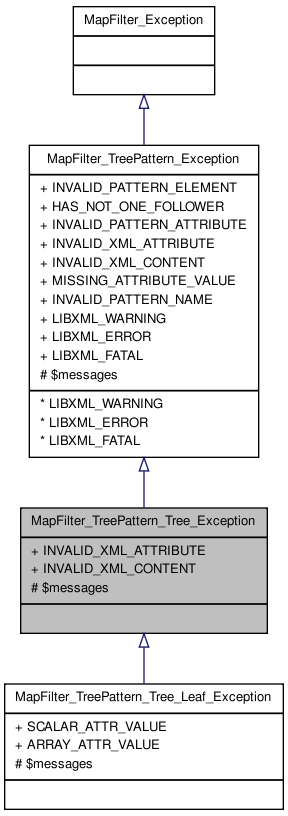 MapFilter_Exception
MapFilter_TreePattern_Exception
+ INVALID_PATTERN_ELEMENT
+ HAS_NOT_ONE_FOLLOWER
+ INVALID_PATTERN_ATTRIBUTE
+ INVALID_XML_ATTRIBUTE
+ INVALID_XML_CONTENT
+ MISSING_ATTRIBUTE_VALUE
+ INVALID_PATTERN_NAME
+ LIBXML_WARNING
+ LIBXML_ERROR
+ LIBXML_FATAL
# $messages
* LIBXML_WARNING
* LIBXML_ERROR
* LIBXML_FATAL
MapFilter_TreePattern_Tree_Exception
+ INVALID_XML_ATTRIBUTE
+ INVALID_XML_CONTENT
# $messages
MapFilter_TreePattern_Tree_Leaf_Exception
+ SCALAR_ATTR_VALUE
+ ARRAY_ATTR_VALUE
# $messages